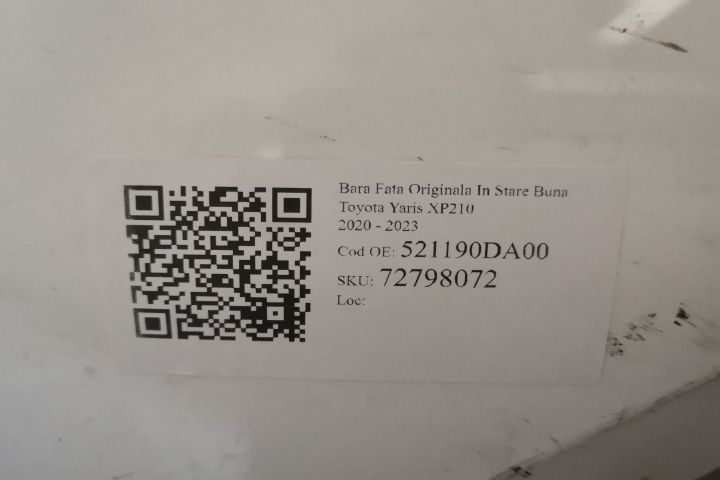 Bara Fata Originala In Stare Buna
Toyota Yaris XP210
2020 - 2023
Cod OE: 521190DA00
SKU: 72798072
Loc: